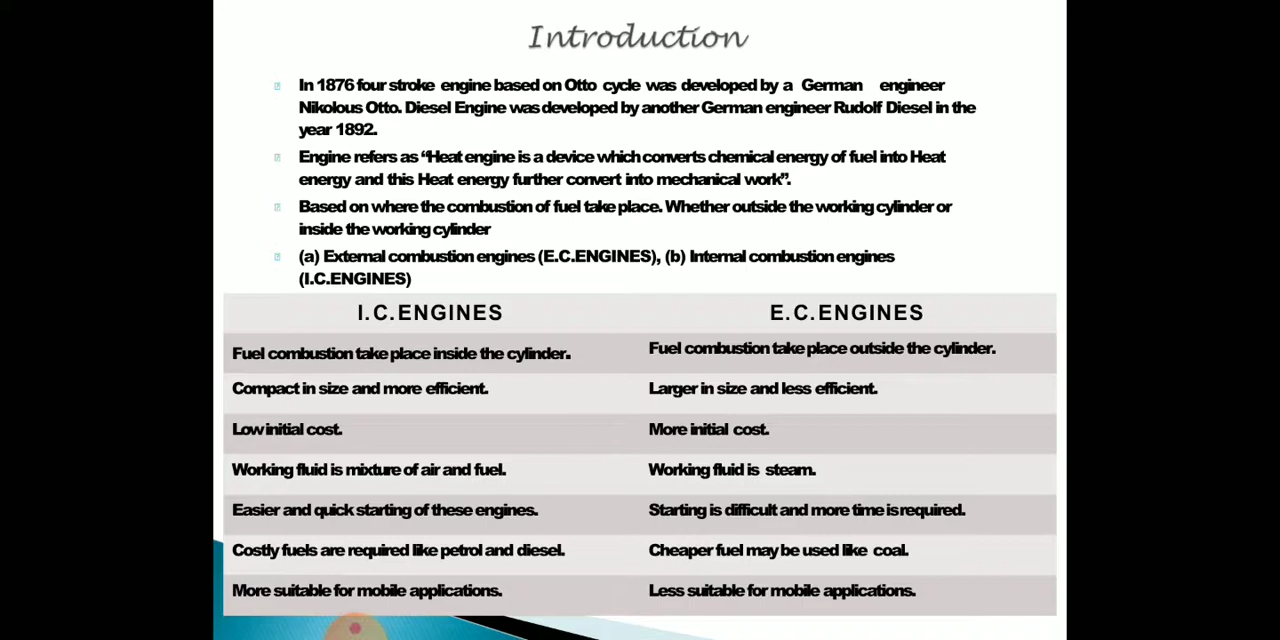 Introduction
In 1876 four stroke engine based on Otto cycle was developed by a German engineer
Nikolous Otto. Diesel Engine was developed by another German engineer Rudolf Diesel in the
year 1892.
Engine refers as “Heat engine is a device which converts chemical energy of fuel into Heat
energy and this Heat energy further convert into mechanical work”.
Based on where the combustion of fuel take place. Whether outside the working cylinder or
inside the working cylinder
(a) External combustion engines (E.C.ENGINES), (b) Internal combustion engines
(I.C.ENGINES)
I.C.ENGINES E.C.ENGINES
Fuel combustion take place inside the cylinder. Fuel combustion take place outside the cylinder.
Compact in size and more efficient. Larger in size and less efficient.
Low initial cost. More initial cost.
Working fluid is mixture of air and fuel. Working fluid is steam.
Easier and quick starting of these engines. Starting is difficult and more time is required.
Costly fuels are required like petrol and diesel. Cheaper fuel may be used like coal.
More suitable for mobile applications. Less suitable for mobile applications.